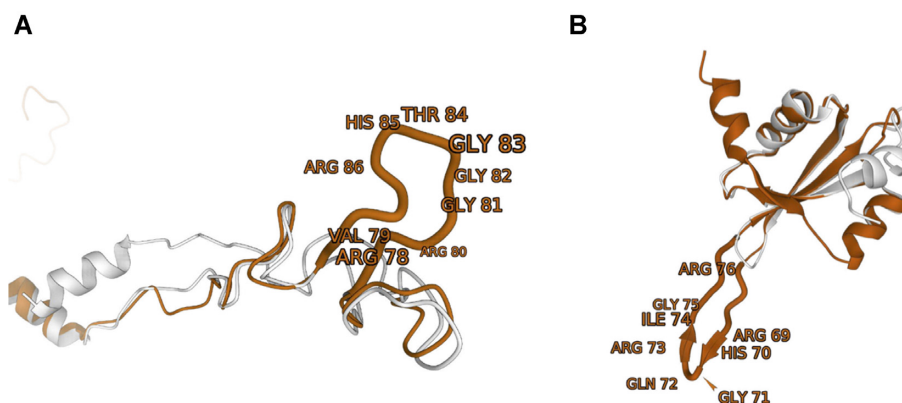 A
B
HIS 85
THR 84
GLY 83
ARG 86
GLY 82
GLY 81
VAL 79
ARG 80
ARG 78
ARG 76
GLY 75
ILE 74
ARG 69
ARG 73
HIS 70
GLN 72
GLY 71